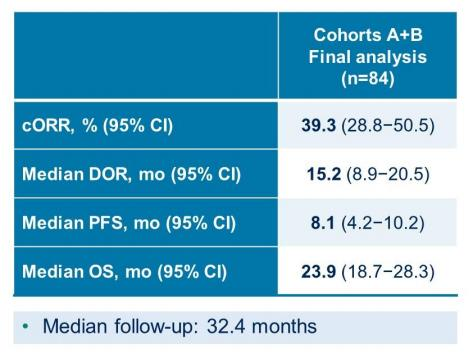 Cohorts A+B
Final analysis
(n=84)
cORR, % (95% CI) 39.3 (28.8−50.5)
Median DOR, mo (95% CI) 15.2 (8.9−20.5)
Median PFS, mo (95% CI) 8.1 (4.2−10.2)
Median OS, mo (95% CI) 23.9 (18.7−28.3)
• Median follow-up: 32.4 months